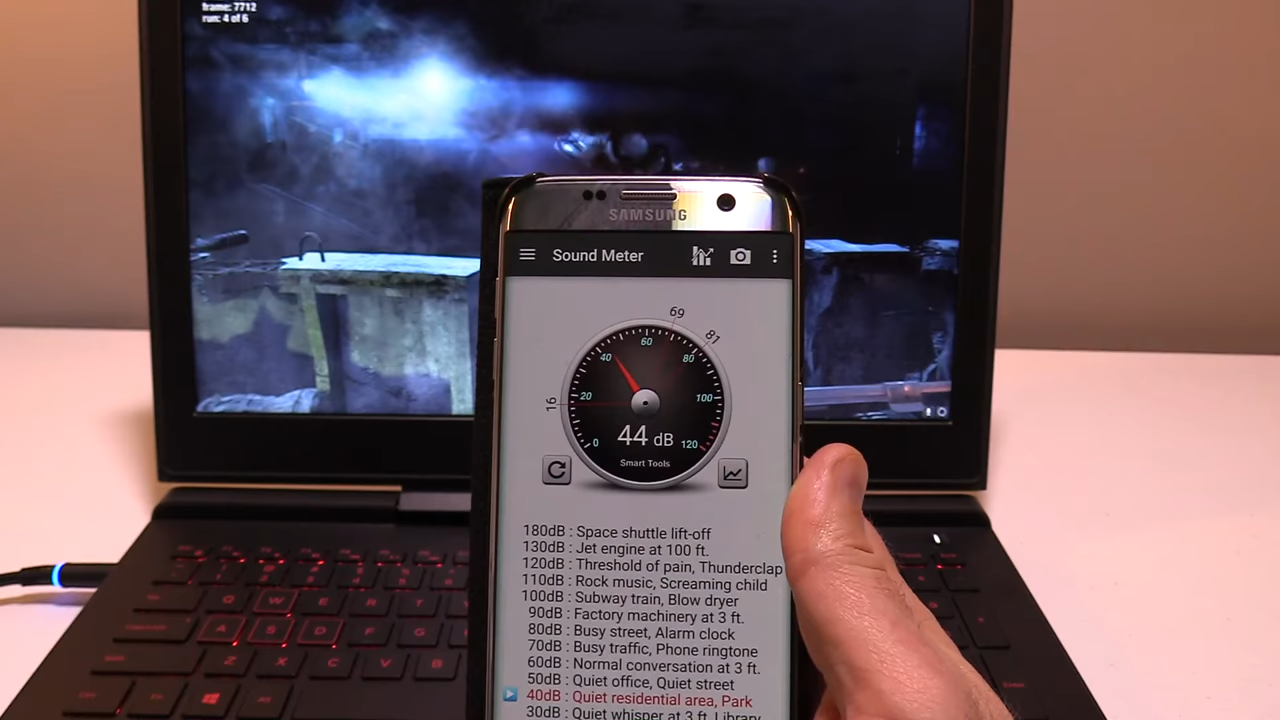 frame: 7712
run: 4 of 6
SAMSUNG
Sound Meter
69
81
16
0
20
40
60
80
100
120
44 dB
Smart Tools
180dB : Space shuttle lift-off
130dB : Jet engine at 100 ft.
120dB : Threshold of pain, Thunderclap
110dB : Rock music, Screaming child
100dB : Subway train, Blow dryer
90dB : Factory machinery at 3 ft.
80dB : Busy street, Alarm clock
70dB : Busy traffic, Phone ringtone
60dB : Normal conversation at 3 ft.
50dB : Quiet office, Quiet street
40dB : Quiet residential area, Park
30dB : Quiet whisper at 3 ft, Library
Q W E R T
A S D F G
Z X C V B